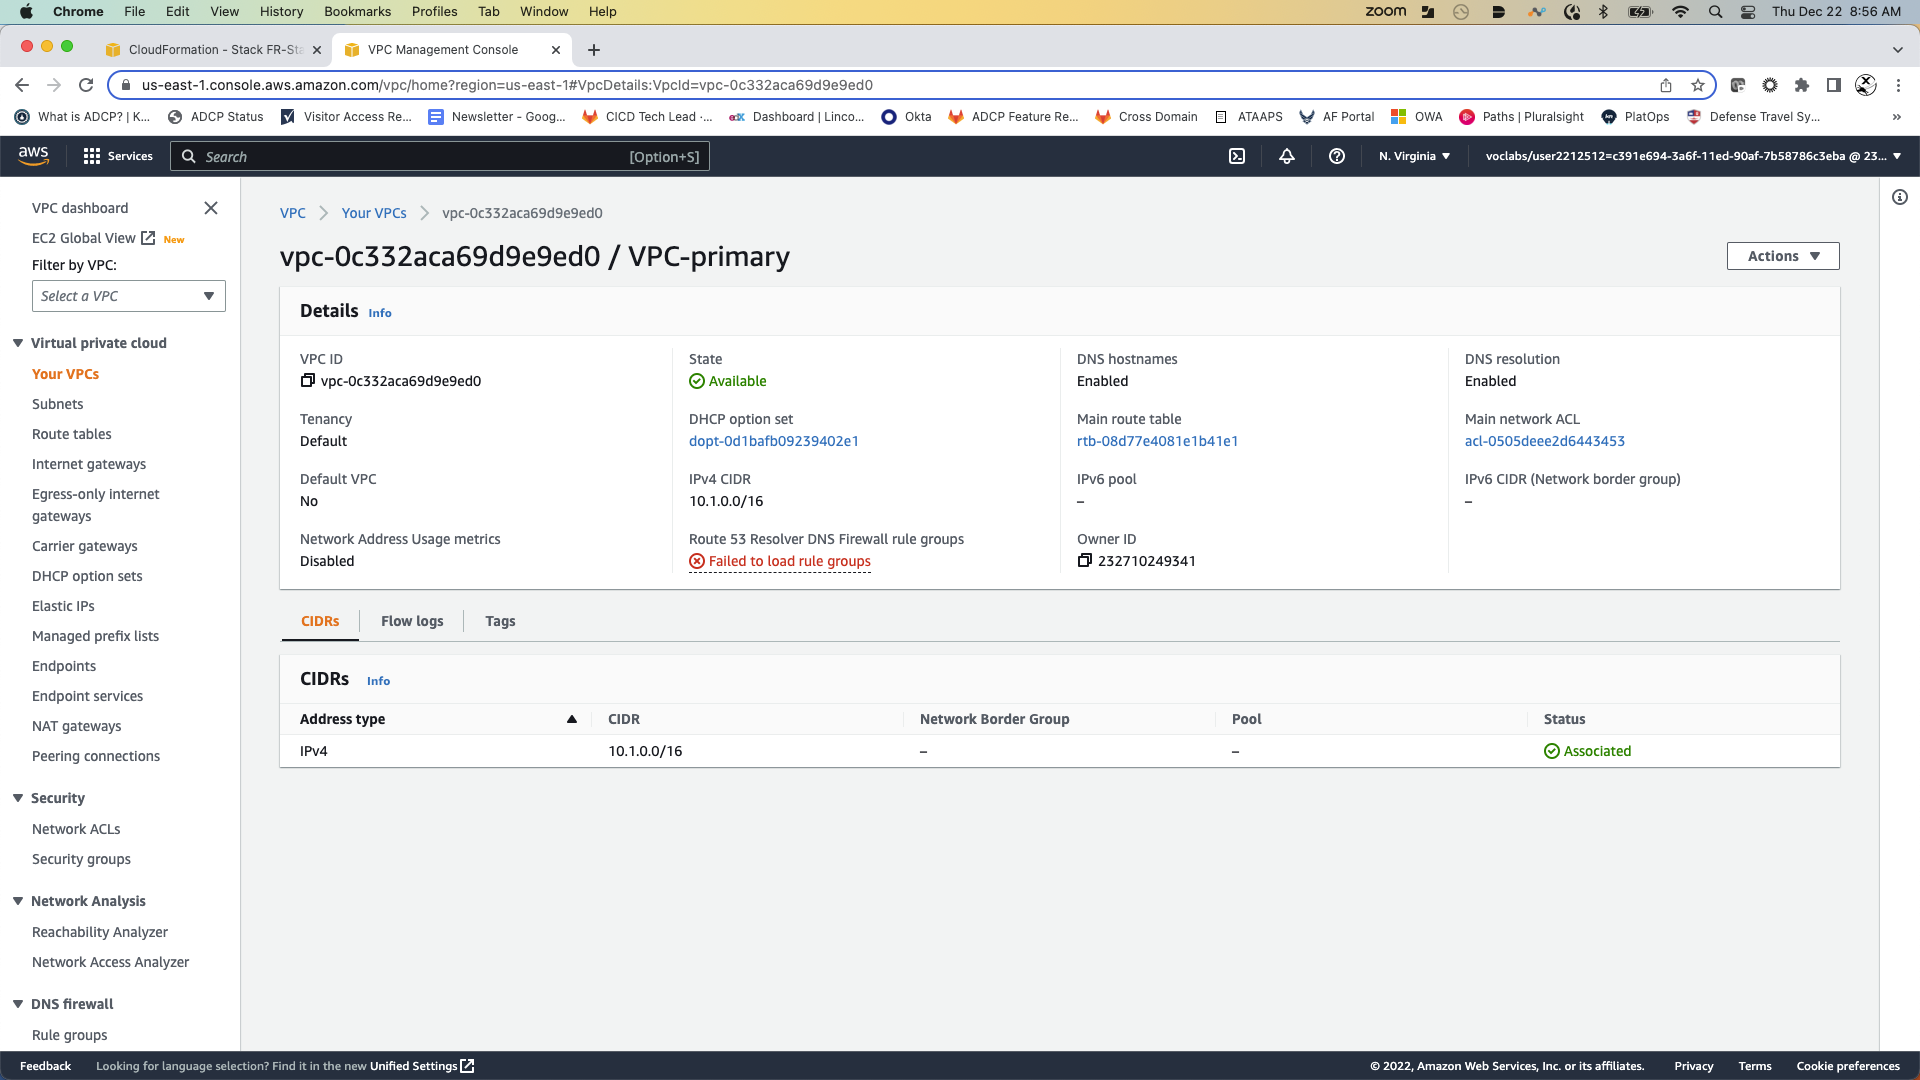 Chrome File Edit View History Bookmarks Profiles Tab Window Help zoom Thu Dec 22 8:56 AM
CloudFormation - Stack FR-Sta VPC Management Console
us-east-1.console.aws.amazon.com/vpc/home?region=us-east-1#VpcDetails:VpcId=vpc-0c332aca69d9e9ed0
What is ADCP? | K... ADCP Status Visitor Access Re... Newsletter - Goog... CICD Tech Lead ·... edX Dashboard | Linco... Okta ADCP Feature Re... Cross Domain ATAAPS AF Portal OWA Paths | Pluralsight PlatOps Defense Travel Sy... »
aws Services Search [Option+S] N. Virginia voclabs/user2212512=c391e694-3a6f-11ed-90af-7b58786c3eba @ 23...
VPC dashboard
EC2 Global View New
Filter by VPC:
Select a VPC
Virtual private cloud
Your VPCs
Subnets
Route tables
Internet gateways
Egress-only internet
gateways
Carrier gateways
DHCP option sets
Elastic IPs
Managed prefix lists
Endpoints
Endpoint services
NAT gateways
Peering connections
Security
Network ACLs
Security groups
Network Analysis
Reachability Analyzer
Network Access Analyzer
DNS firewall
Rule groups
VPC Your VPCs vpc-0c332aca69d9e9ed0
vpc-0c332aca69d9e9ed0 / VPC-primary Actions
Details Info
VPC ID State DNS hostnames DNS resolution
vpc-0c332aca69d9e9ed0 Available Enabled Enabled
Tenancy DHCP option set Main route table Main network ACL
Default dopt-0d1bafb09239402e1 rtb-08d77e4081e1b41e1 acl-0505deee2d6443453
Default VPC IPv4 CIDR IPv6 pool IPv6 CIDR (Network border group)
No 10.1.0.0/16 – –
Network Address Usage metrics Route 53 Resolver DNS Firewall rule groups Owner ID
Disabled Failed to load rule groups 232710249341
CIDRs Flow logs Tags
CIDRs Info
Address type CIDR Network Border Group Pool Status
IPv4 10.1.0.0/16 – – Associated
Feedback Looking for language selection? Find it in the new Unified Settings © 2022, Amazon Web Services, Inc. or its affiliates. Privacy Terms Cookie preferences